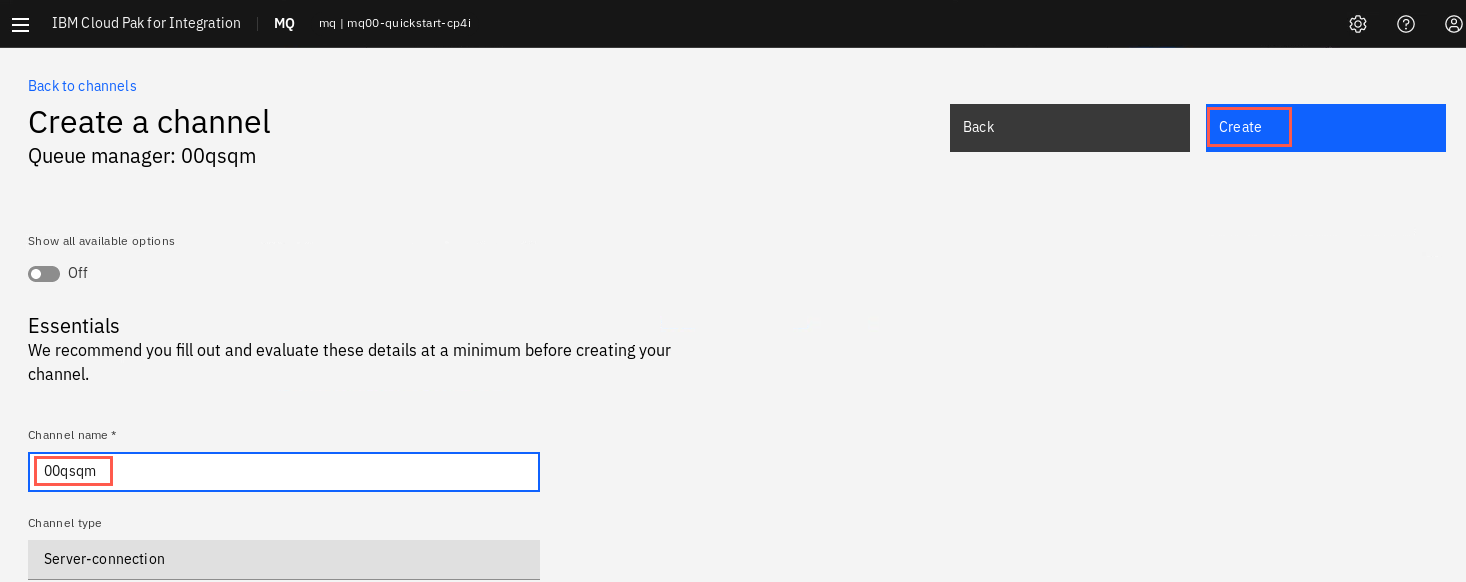 IBM Cloud Pak for Integration MQ mq | mq00-quickstart-cp4i
Back to channels
Create a channel
Queue manager: 00qsqm
Back
Create
Show all available options
Off
Essentials
We recommend you fill out and evaluate these details at a minimum before creating your
channel.
Channel name *
00qsqm
Channel type
Server-connection